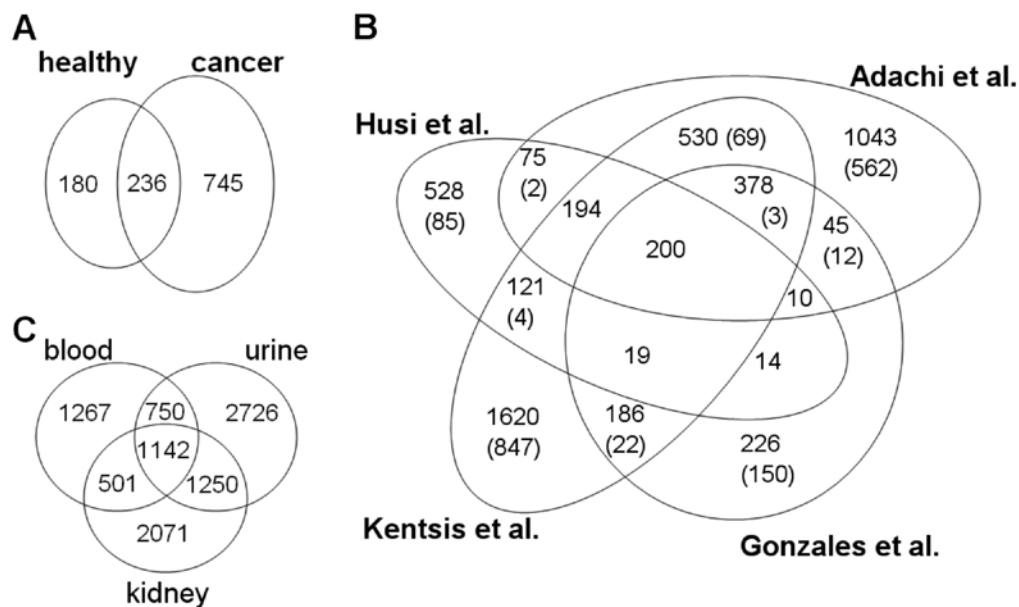 A
healthy
cancer
180
236
745
B
Adachi et al.
Husi et al.
530 (69)
1043
(562)
75
(2)
528
(85)
194
378
(3)
45
(12)
200
121
(4)
10
19
14
1620
(847)
186
(22)
226
(150)
Kentsis et al.
Gonzales et al.
C
blood
urine
1267
750
2726
1142
501
1250
2071
kidney